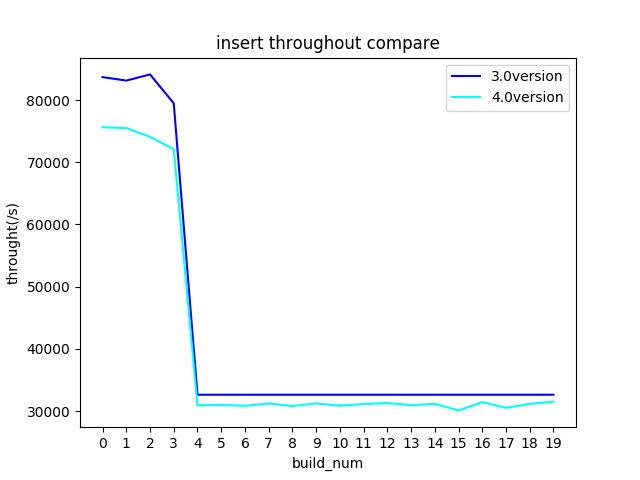 insert throughout compare
3.0version
4.0version
throught(/s)
80000
70000
60000
50000
40000
30000
0 1 2 3 4 5 6 7 8 9 10 11 12 13 14 15 16 17 18 19
build_num